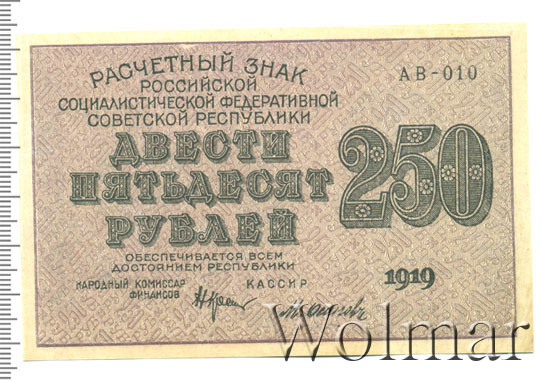 РАСЧЕТНЫЙ ЗНАК
РОССИЙСКОЙ
СОЦИАЛИСТИЧЕСКОЙ ФЕДЕРАТИВНОЙ
СОВЕТСКОЙ РЕСПУБЛИКИ
АВ-010
ДВЕСТИ
ПЯТЬДЕСЯТ
РУБЛЕЙ
250
ОБЕСПЕЧИВАЕТСЯ ВСЕМ
ДОСТОЯНИЕМ РЕСПУБЛИКИ
НАРОДНЫЙ КОМИССАР
ФИНАНСОВ
КАССИР
1919
Wolmar